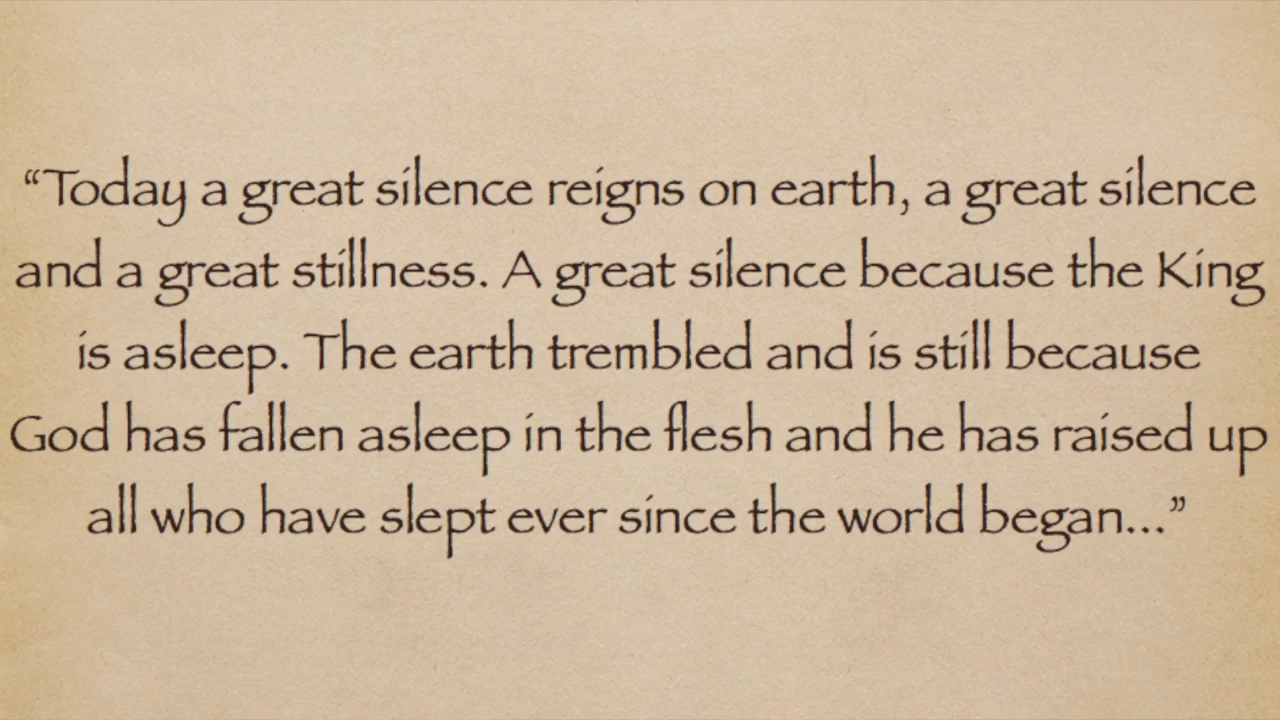 “Today a great silence reigns on earth, a great silence
and a great stillness. A great silence because the King
is asleep. The earth trembled and is still because
God has fallen asleep in the flesh and he has raised up
all who have slept ever since the world began...”